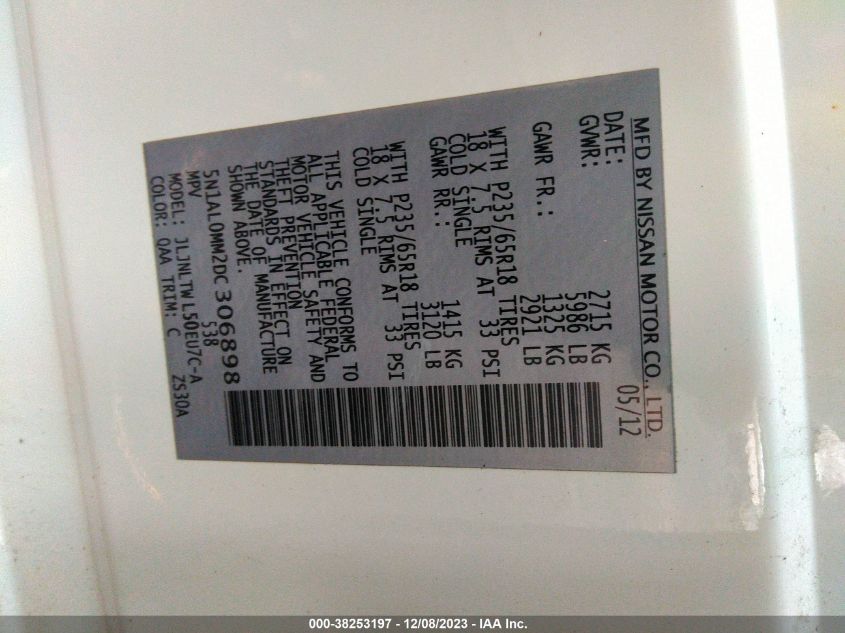 MFD BY NISSAN MOTOR CO., LTD.
DATE: 05/12
GVWR: 2715 KG
5986 LB
GAWR FR.: 1325 KG
2921 LB
WITH P235/65R18 TIRES
18 X 7.5 RIMS AT 33 PSI
COLD SINGLE
GAWR RR.: 1415 KG
3120 LB
WITH P235/65R18 TIRES
18 X 7.5 RIMS AT 33 PSI
COLD SINGLE
THIS VEHICLE CONFORMS TO
ALL APPLICABLE FEDERAL
MOTOR VEHICLE SAFETY AND
THEFT PREVENTION
STANDARDS IN EFFECT ON
THE DATE OF MANUFACTURE
SHOWN ABOVE.
5N1AL0MM2DC306898
MPV 538
MODEL: JLJNLTW L50EU7C-A
COLOR: QAA TRIM: C ZS30A
000-38253197 - 12/08/2023 - IAA Inc.